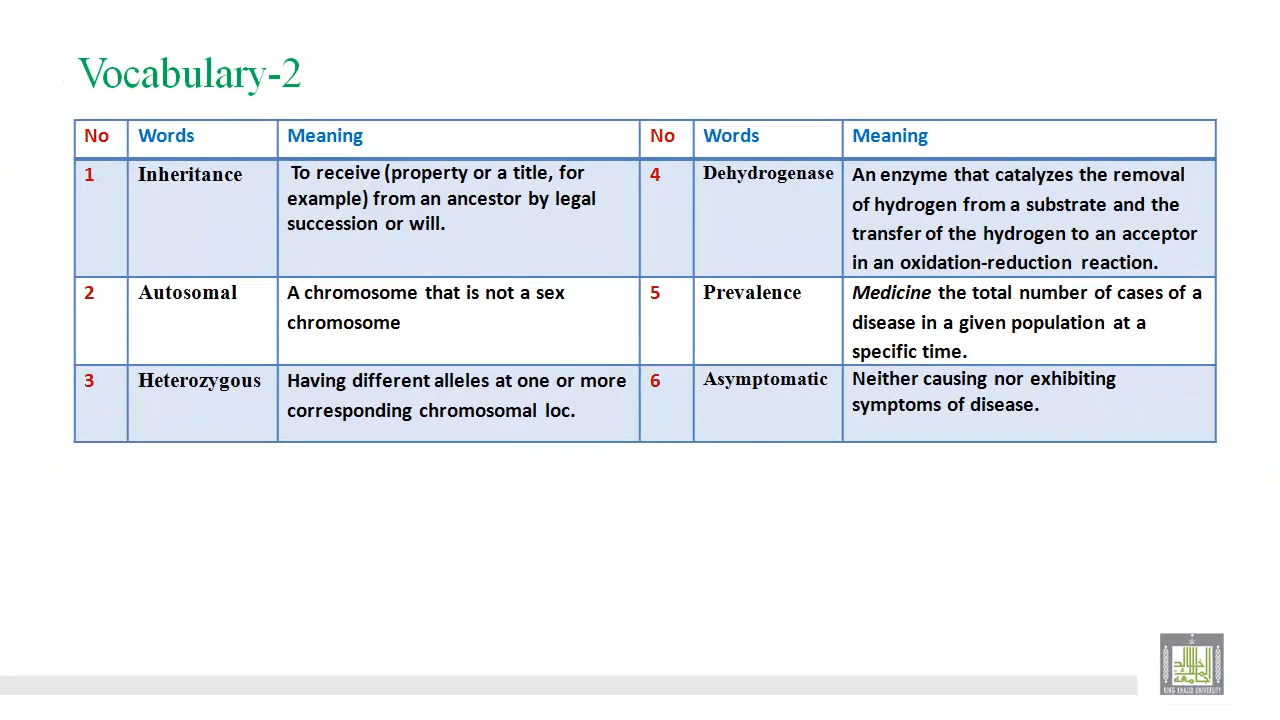 Vocabulary-2
No Words Meaning No Words Meaning
1 Inheritance To receive (property or a title, for
example) from an ancestor by legal
succession or will.
4 Dehydrogenase An enzyme that catalyzes the removal
of hydrogen from a substrate and the
transfer of the hydrogen to an acceptor
in an oxidation-reduction reaction.
2 Autosomal A chromosome that is not a sex
chromosome
5 Prevalence Medicine the total number of cases of a
disease in a given population at a
specific time.
3 Heterozygous Having different alleles at one or more
corresponding chromosomal loc.
6 Asymptomatic Neither causing nor exhibiting
symptoms of disease.
KING KHALID UNIVERSITY